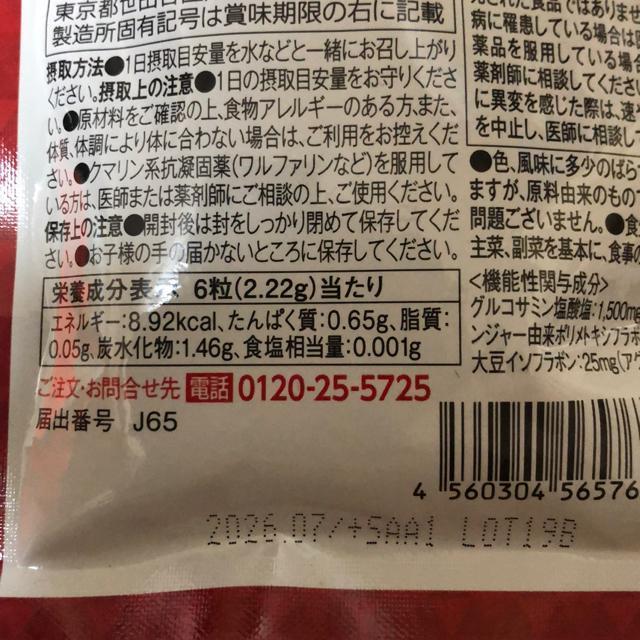 東京都世田谷区
製造所固有記号は賞味期限の右に記載
摂取方法●1日摂取目安量を水などと一緒にお召し上がり
ください。摂取上の注意●1日の摂取目安量をお守りくださ
い。●原材料をご確認の上、食物アレルギーのある方、また、
体質、体調により体に合わない場合は、ご利用をお控えくだ
さい。●クマリン系抗凝固薬(ワルファリンなど)を服用して
いる方は、医師または薬剤師にご相談の上、ご使用ください。
保存上の注意●開封後は封をしっかり閉めて保存してくだ
さい。●お子様の手の届かないところに保存してください。
栄養成分表示 6粒(2.22g)当たり
エネルギー:8.92kcal、たんぱく質:0.65g、脂質:
0.05g、炭水化物:1.46g、食塩相当量:0.001g
ご注文・お問合せ先 電話 0120-25-5725
届出番号 J65
された食品ではありませ
病に罹患している場合は医
薬品を服用している場合
薬剤師に相談してください
に異変を感じた際は、速や
を中止し、医師に相談し
●色、風味に多少のばら
ますが、原料由来のもの
問題ございません。●食
主菜、副菜を基本に、食事の
<機能性関与成分>
グルコサミン塩酸塩:1,500mg
ンジャー由来ポリメトキシフラボ
大豆イソフラボン:25mg(ア
4 560304 56576
2026.07/+SAA1 LOT19B